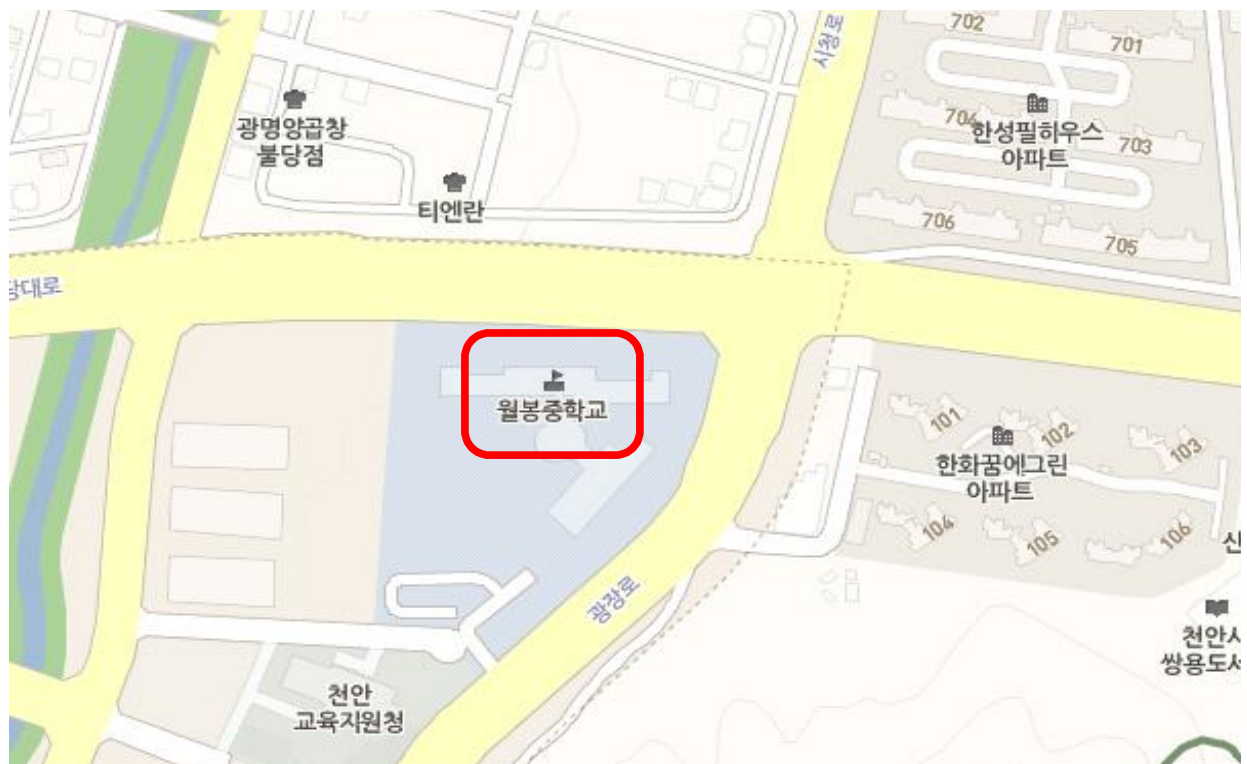 702
701
시청로
광명양곱창
불당점
704
한성필하우스
아파트
703
티엔란
706
705
당대로
월봉중학교
101
102
103
한화꿈에그린
아파트
104
105
106
산
광장로
천안시
쌍용도서
천안
교육지원청